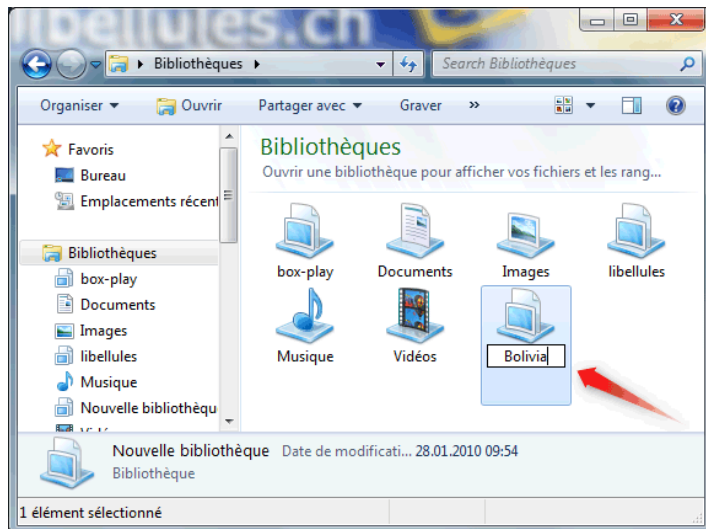 libellules.ch
Bibliothèques
Search Bibliothèques
Organiser
Ouvrir
Partager avec
Graver
»
Favoris
Bureau
Emplacements récent
Bibliothèques
box-play
Documents
Images
libellules
Musique
Nouvelle bibliothèqu
Bibliothèques
Ouvrir une bibliothèque pour afficher vos fichiers et les rang...
box-play Documents Images libellules
Musique Vidéos Bolivia
Nouvelle bibliothèque Date de modificati... 28.01.2010 09:54
Bibliothèque
1 élément sélectionné